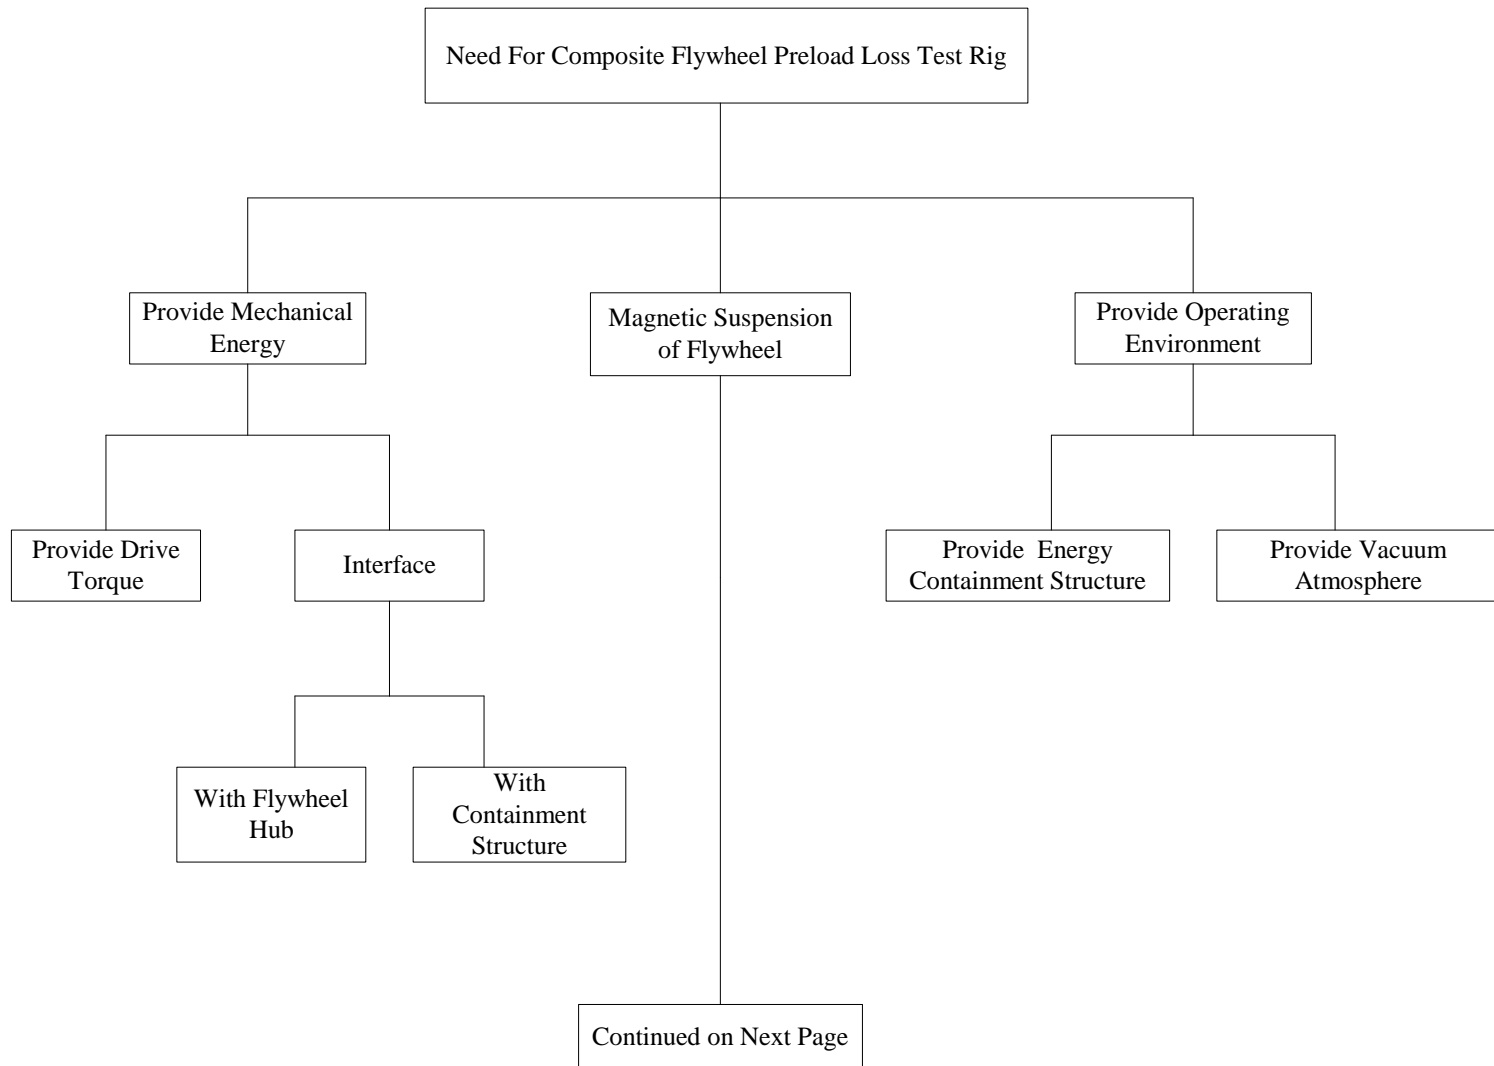 Need For Composite Flywheel Preload Loss Test Rig
Provide Mechanical
Energy
Magnetic Suspension
of Flywheel
Provide Operating
Environment
Provide Drive
Torque
Interface
Provide  Energy
Containment Structure
Provide Vacuum
Atmosphere
With Flywheel
Hub
With
Containment
Structure
Continued on Next Page